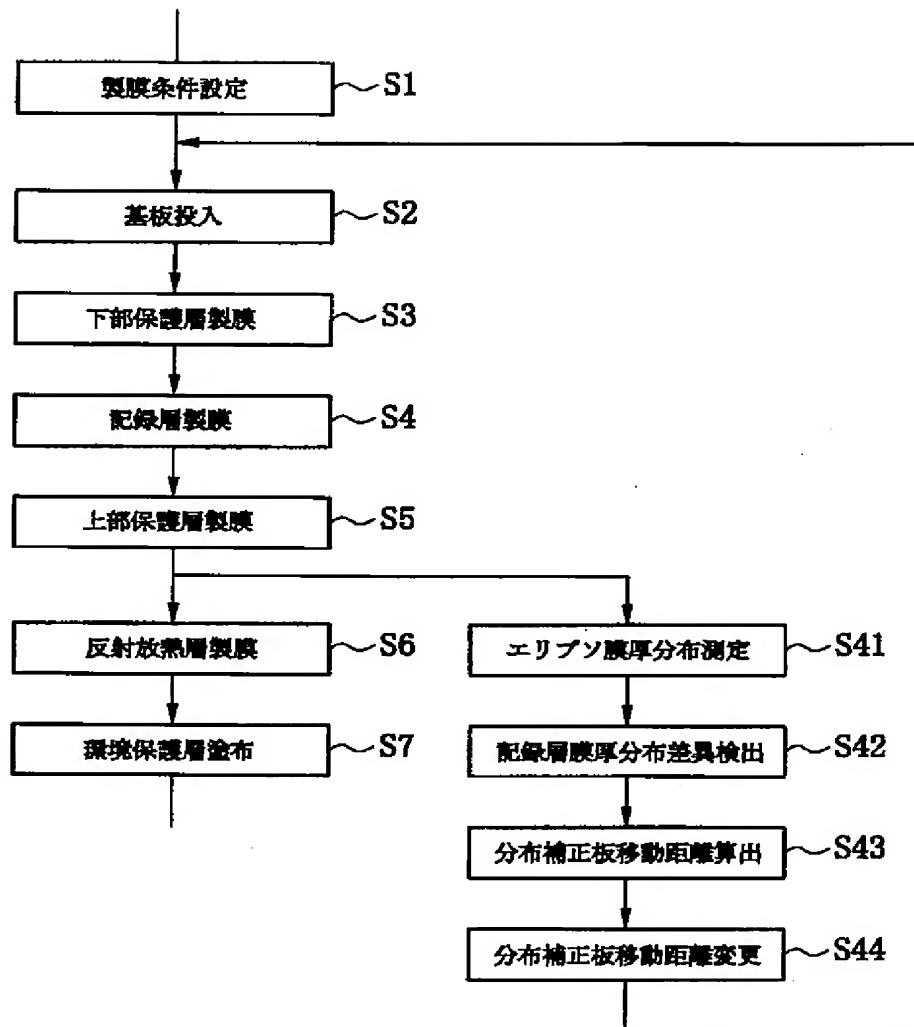 製膜条件設定 S1
基板投入 S2
下部保護層製膜 S3
記録層製膜 S4
上部保護層製膜 S5
反射放熱層製膜 S6
環境保護層塗布 S7
エリプソ膜厚分布測定 S41
記録層膜厚分布差異検出 S42
分布補正板移動距離算出 S43
分布補正板移動距離変更 S44